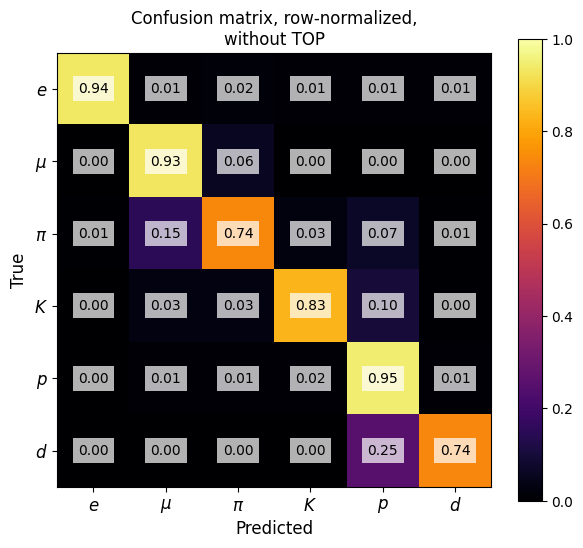 Confusion matrix, row-normalized,
without TOP
1.0
e 0.94 0.01 0.02 0.01 0.01 0.01
μ 0.00 0.93 0.06 0.00 0.00 0.00
0.8
π 0.01 0.15 0.74 0.03 0.07 0.01
0.6
True
K 0.00 0.03 0.03 0.83 0.10 0.00
0.4
p 0.00 0.01 0.01 0.02 0.95 0.01
0.2
d 0.00 0.00 0.00 0.00 0.25 0.74
0.0
e μ π K p d
Predicted